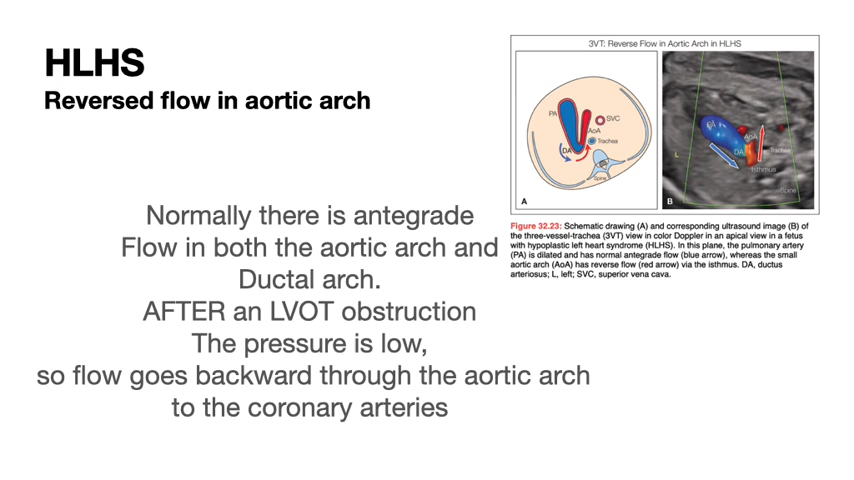 HLHS
Reversed flow in aortic arch
Normally there is antegrade
Flow in both the aortic arch and
Ductal arch.
AFTER an LVOT obstruction
The pressure is low,
so flow goes backward through the aortic arch
to the coronary arteries
3VT: Reverse Flow in Aortic Arch in HLHS
PA
SVC
AoA
Trachea
DA
Spine
A
PA
AoA
DA
Trachea
Isthmus
L
Spine
B
Figure 32.23: Schematic drawing (A) and corresponding ultrasound image (B) of
the three-vessel-trachea (3VT) view in color Doppler in an apical view in a fetus
with hypoplastic left heart syndrome (HLHS). In this plane, the pulmonary artery
(PA) is dilated and has normal antegrade flow (blue arrow), whereas the small
aortic arch (AoA) has reverse flow (red arrow) via the isthmus. DA, ductus
arteriosus; L, left; SVC, superior vena cava.